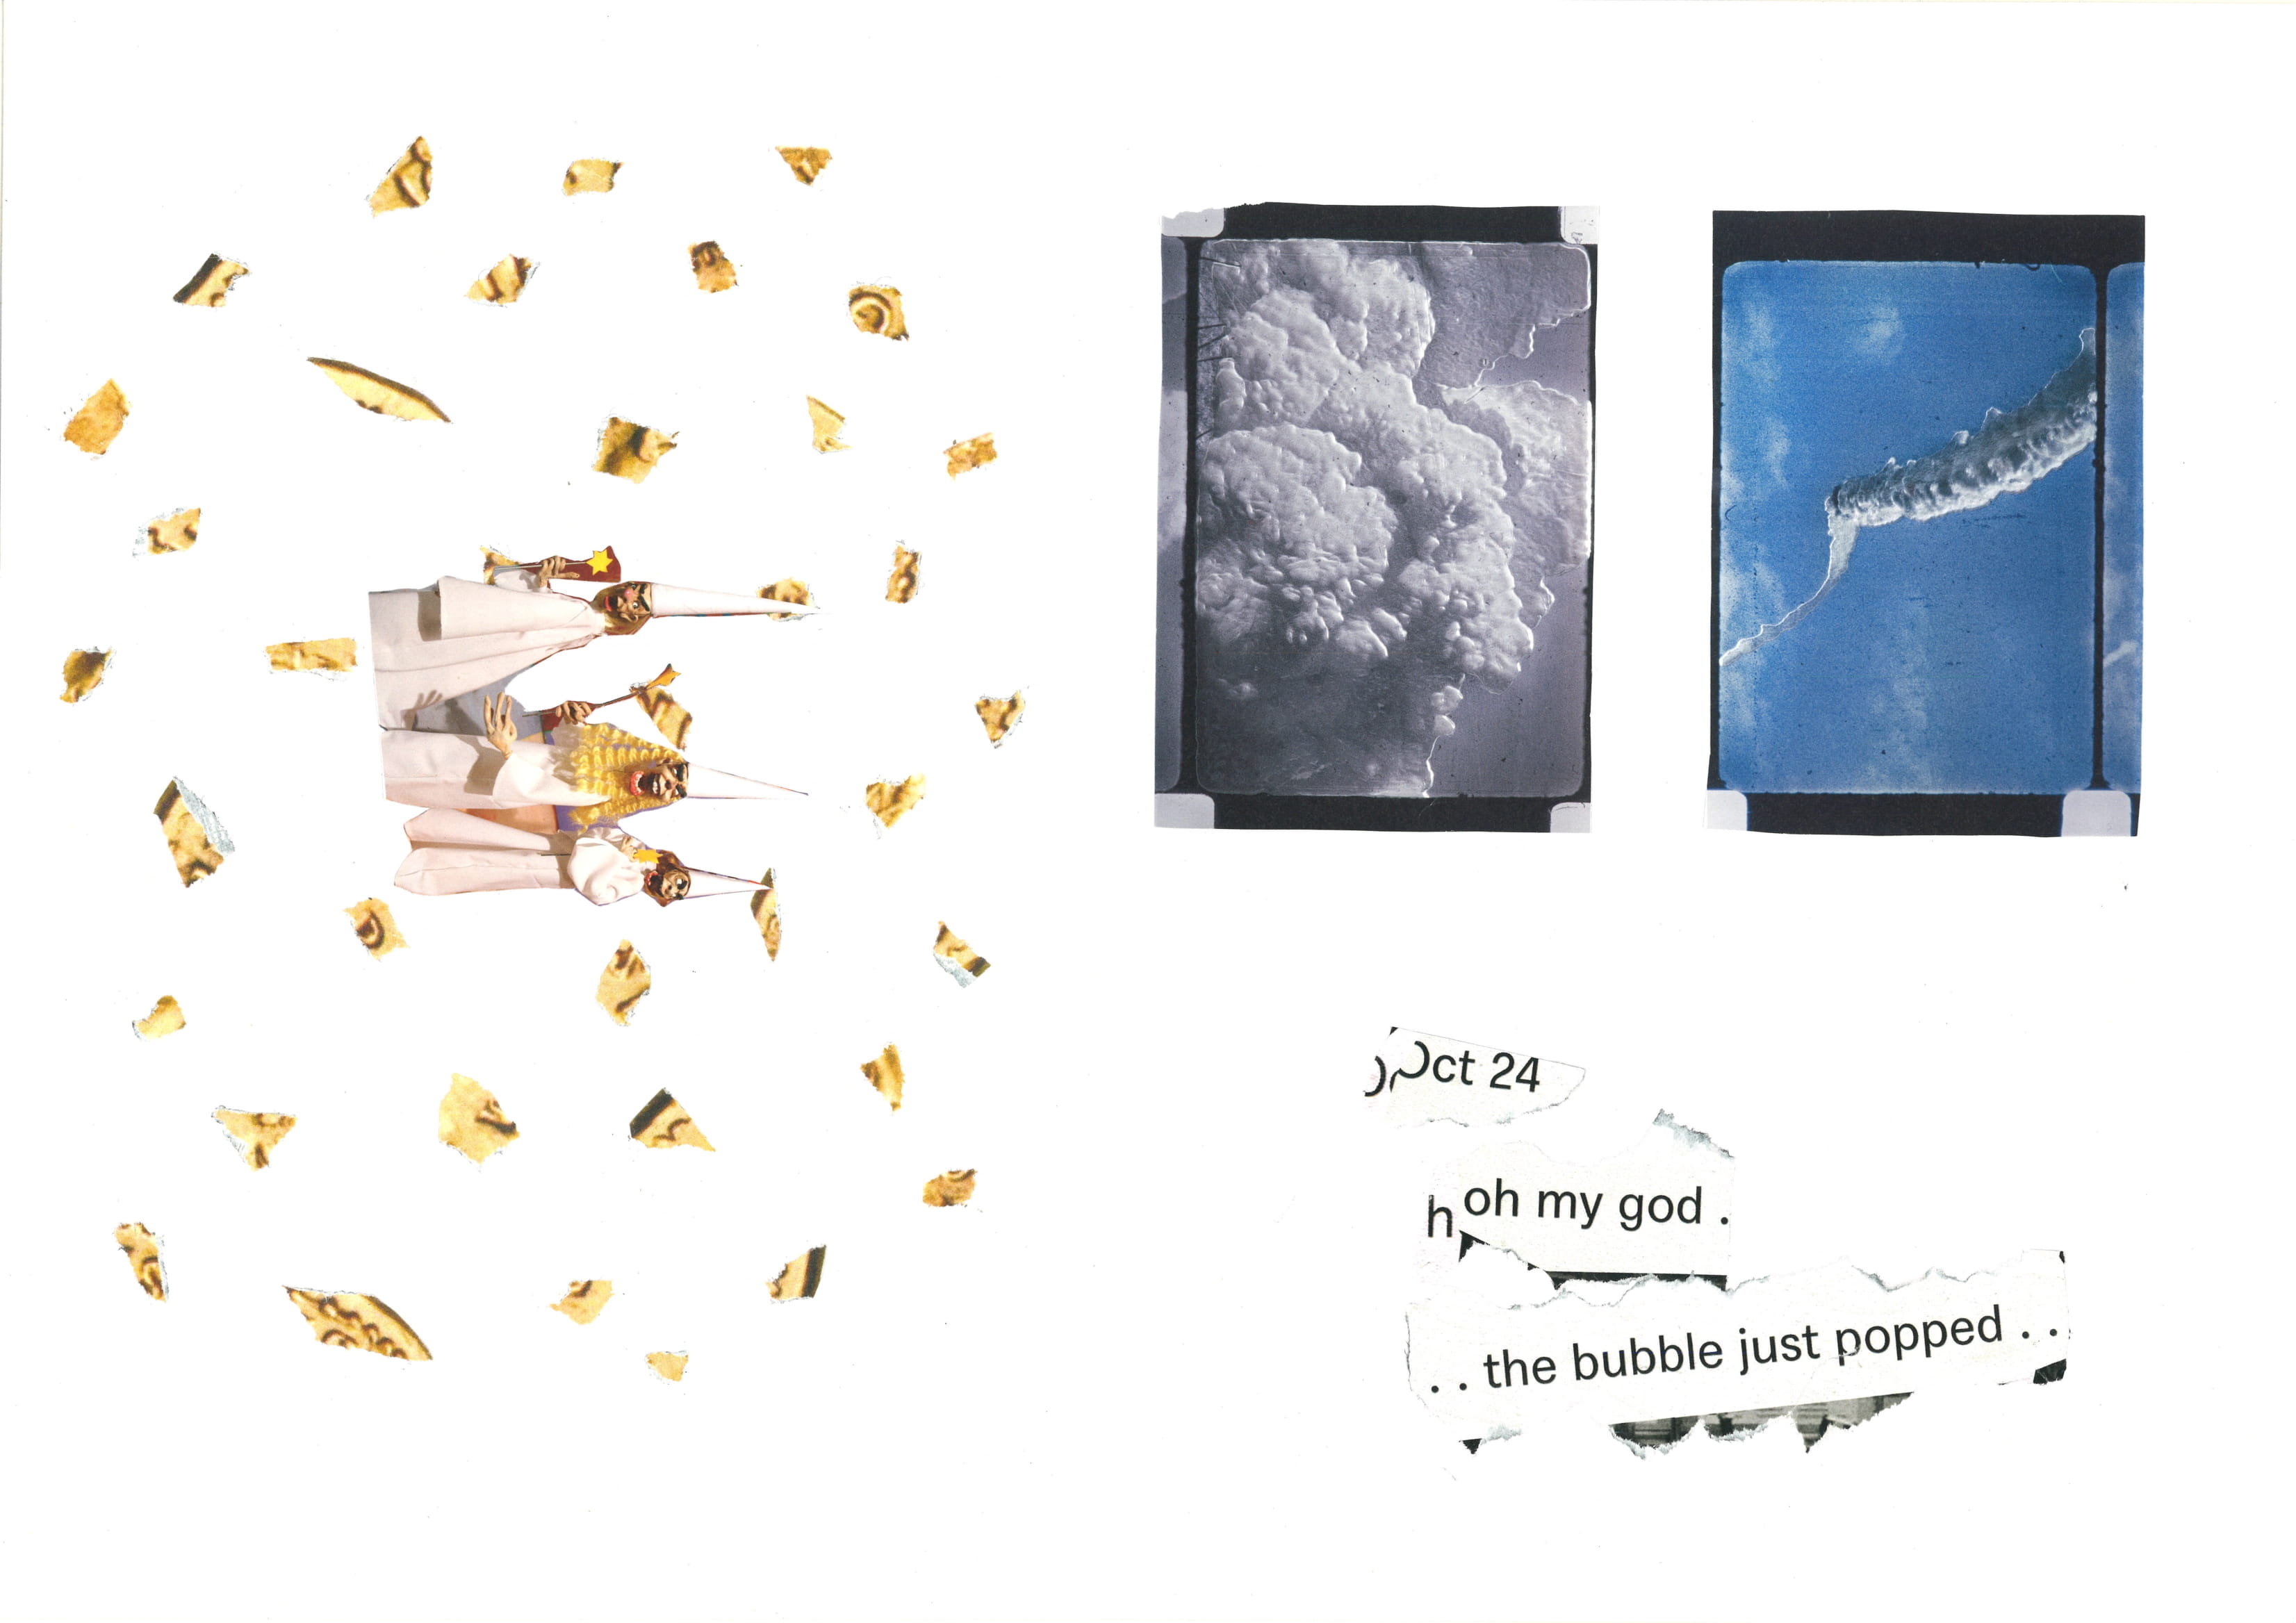 Oct 24
h oh my god .
. . the bubble just popped . .